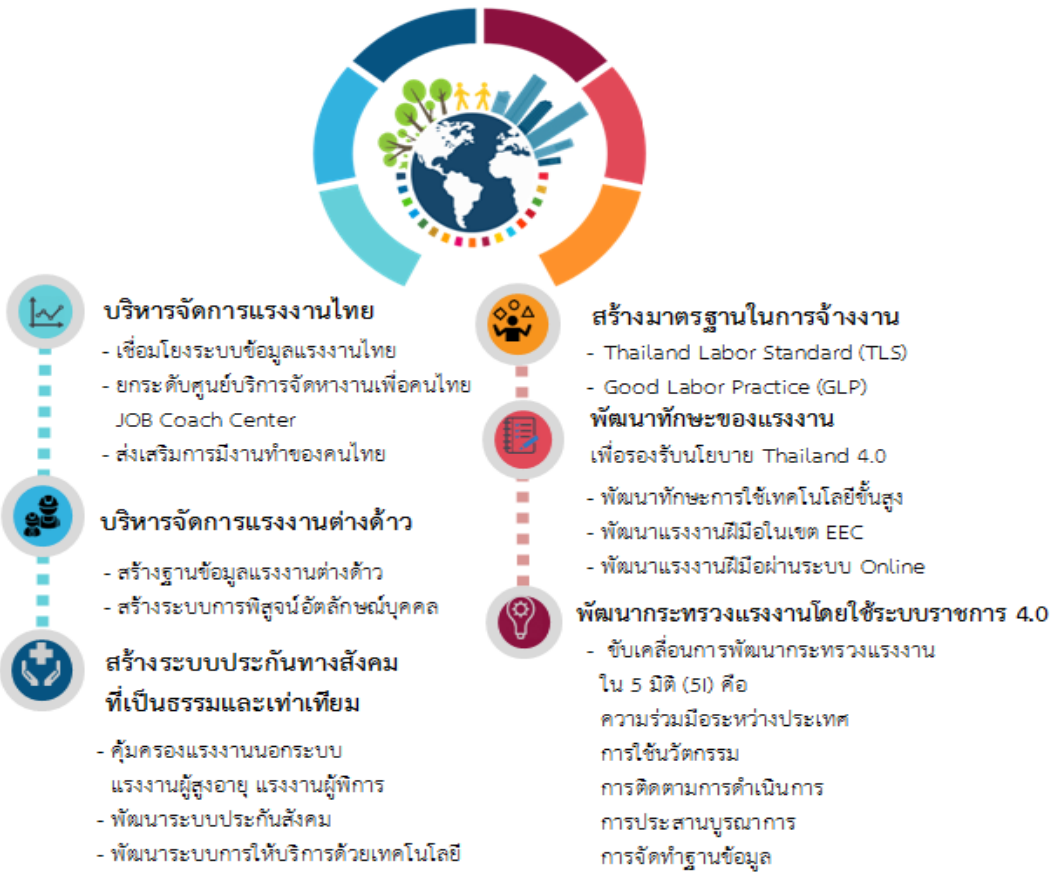 บริหารจัดการแรงงานไทย
- เชื่อมโยงระบบข้อมูลแรงงานไทย
- ยกระดับศูนย์บริการจัดหางานเพื่อคนไทย
JOB Coach Center
- ส่งเสริมการมีงานทำของคนไทย
บริหารจัดการแรงงานต่างด้าว
- สร้างฐานข้อมูลแรงงานต่างด้าว
- สร้างระบบการพิสูจน์อัตลักษณ์บุคคล
สร้างระบบประกันทางสังคม
ที่เป็นธรรมและเท่าเทียม
- คุ้มครองแรงงานนอกระบบ
แรงงานผู้สูงอายุ แรงงานผู้พิการ
- พัฒนาระบบประกันสังคม
- พัฒนาระบบการให้บริการด้วยเทคโนโลยี
สร้างมาตรฐานในการจ้างงาน
- Thailand Labor Standard (TLS)
- Good Labor Practice (GLP)
พัฒนาทักษะของแรงงาน
เพื่อรองรับนโยบาย Thailand 4.0
- พัฒนาทักษะการใช้เทคโนโลยีขั้นสูง
- พัฒนาแรงงานฝีมือในเขต EEC
- พัฒนาแรงงานฝีมือผ่านระบบ Online
พัฒนากระทรวงแรงงานโดยใช้ระบบราชการ 4.0
- ขับเคลื่อนการพัฒนากระทรวงแรงงาน
ใน 5 มิติ (5I) คือ
ความร่วมมือระหว่างประเทศ
การใช้นวัตกรรม
การติดตามการดำเนินการ
การประสานบูรณาการ
การจัดทำฐานข้อมูล